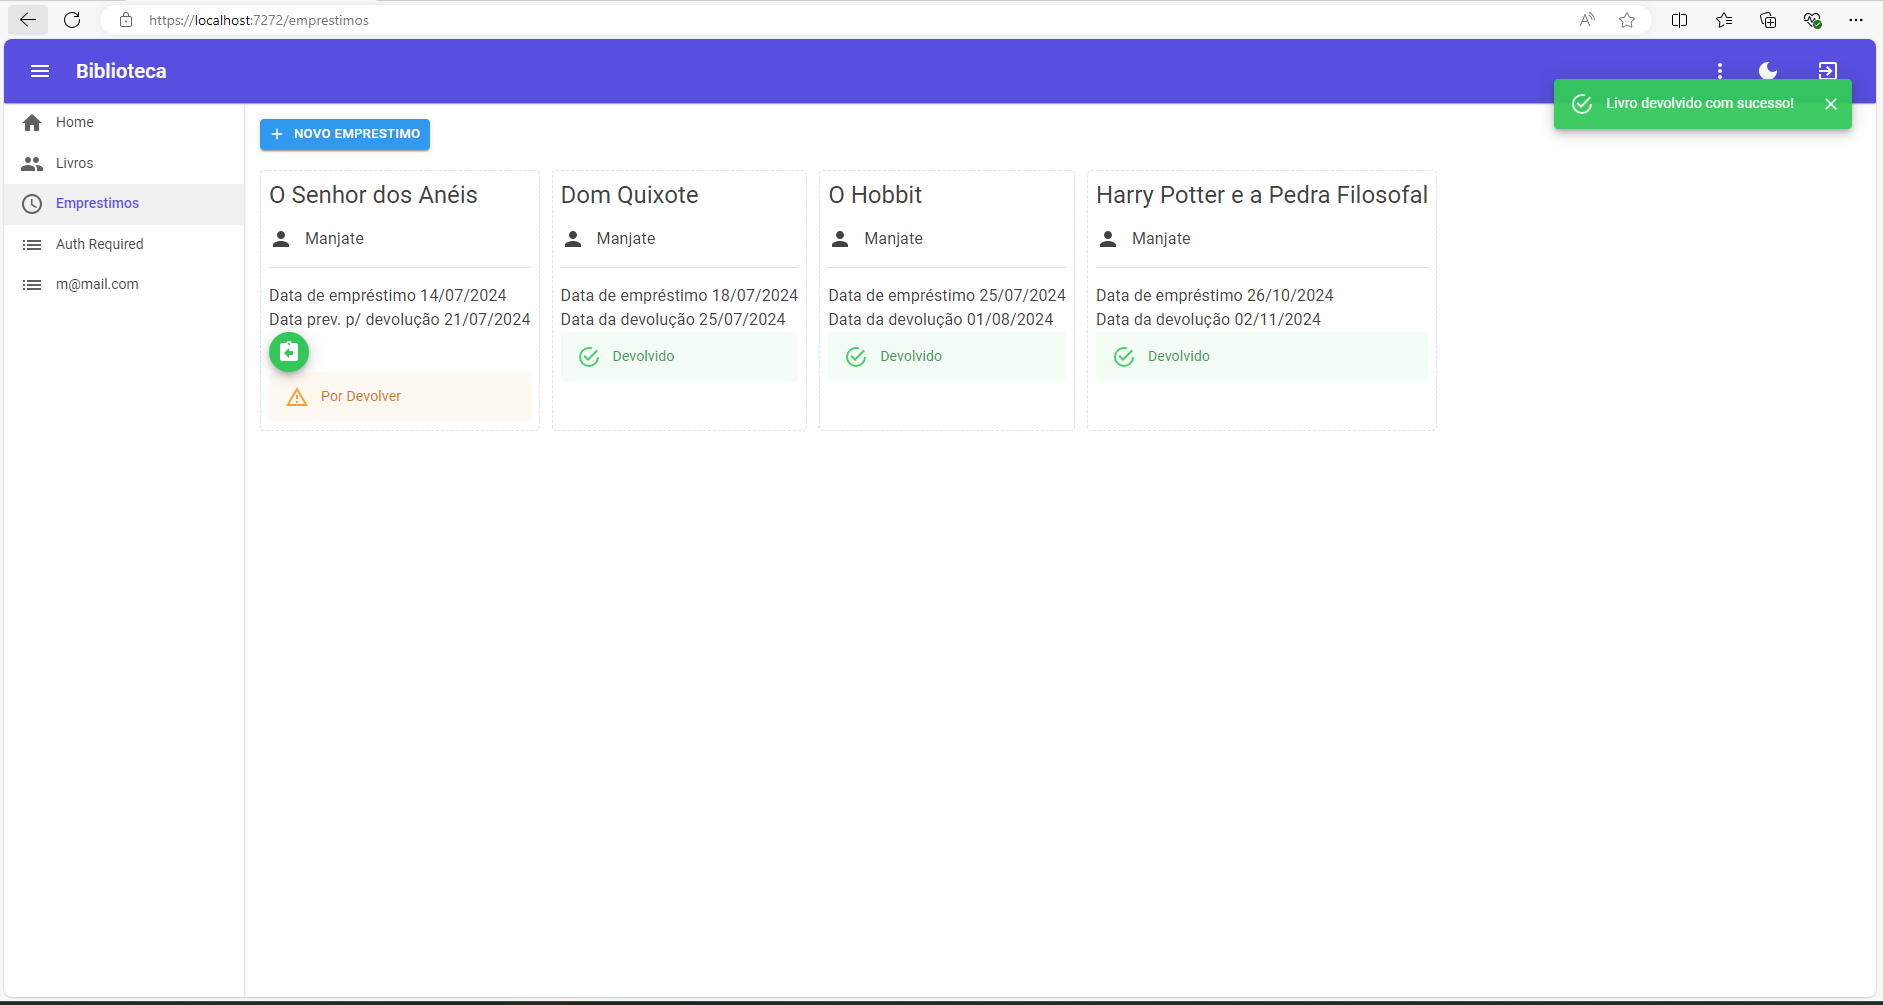 https://localhost:7272/emprestimos
Biblioteca
Livro devolvido com sucesso!
Home
Livros
Emprestimos
Auth Required
m@mail.com
NOVO EMPRESTIMO
O Senhor dos Anéis
Manjate
Data de empréstimo 14/07/2024
Data prev. p/ devolução 21/07/2024
Por Devolver
Dom Quixote
Manjate
Data de empréstimo 18/07/2024
Data da devolução 25/07/2024
Devolvido
O Hobbit
Manjate
Data de empréstimo 25/07/2024
Data da devolução 01/08/2024
Devolvido
Harry Potter e a Pedra Filosofal
Manjate
Data de empréstimo 26/10/2024
Data da devolução 02/11/2024
Devolvido